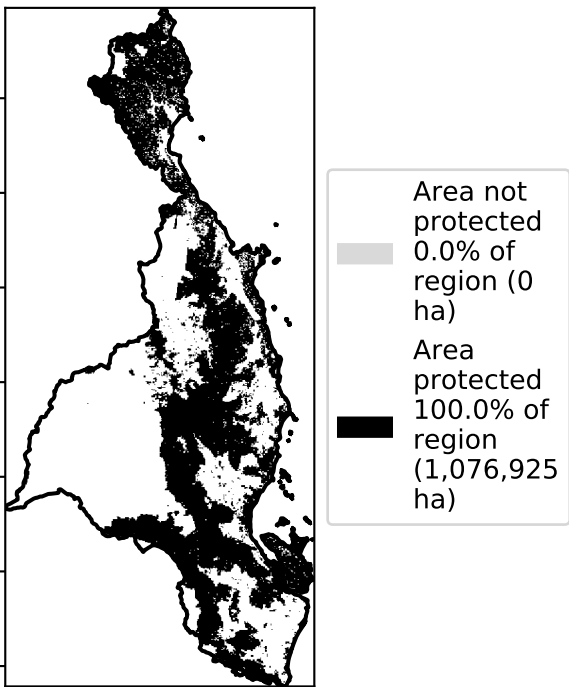 Area not
protected
0.0% of
region (0
ha)
Area
protected
100.0% of
region
(1,076,925
ha)